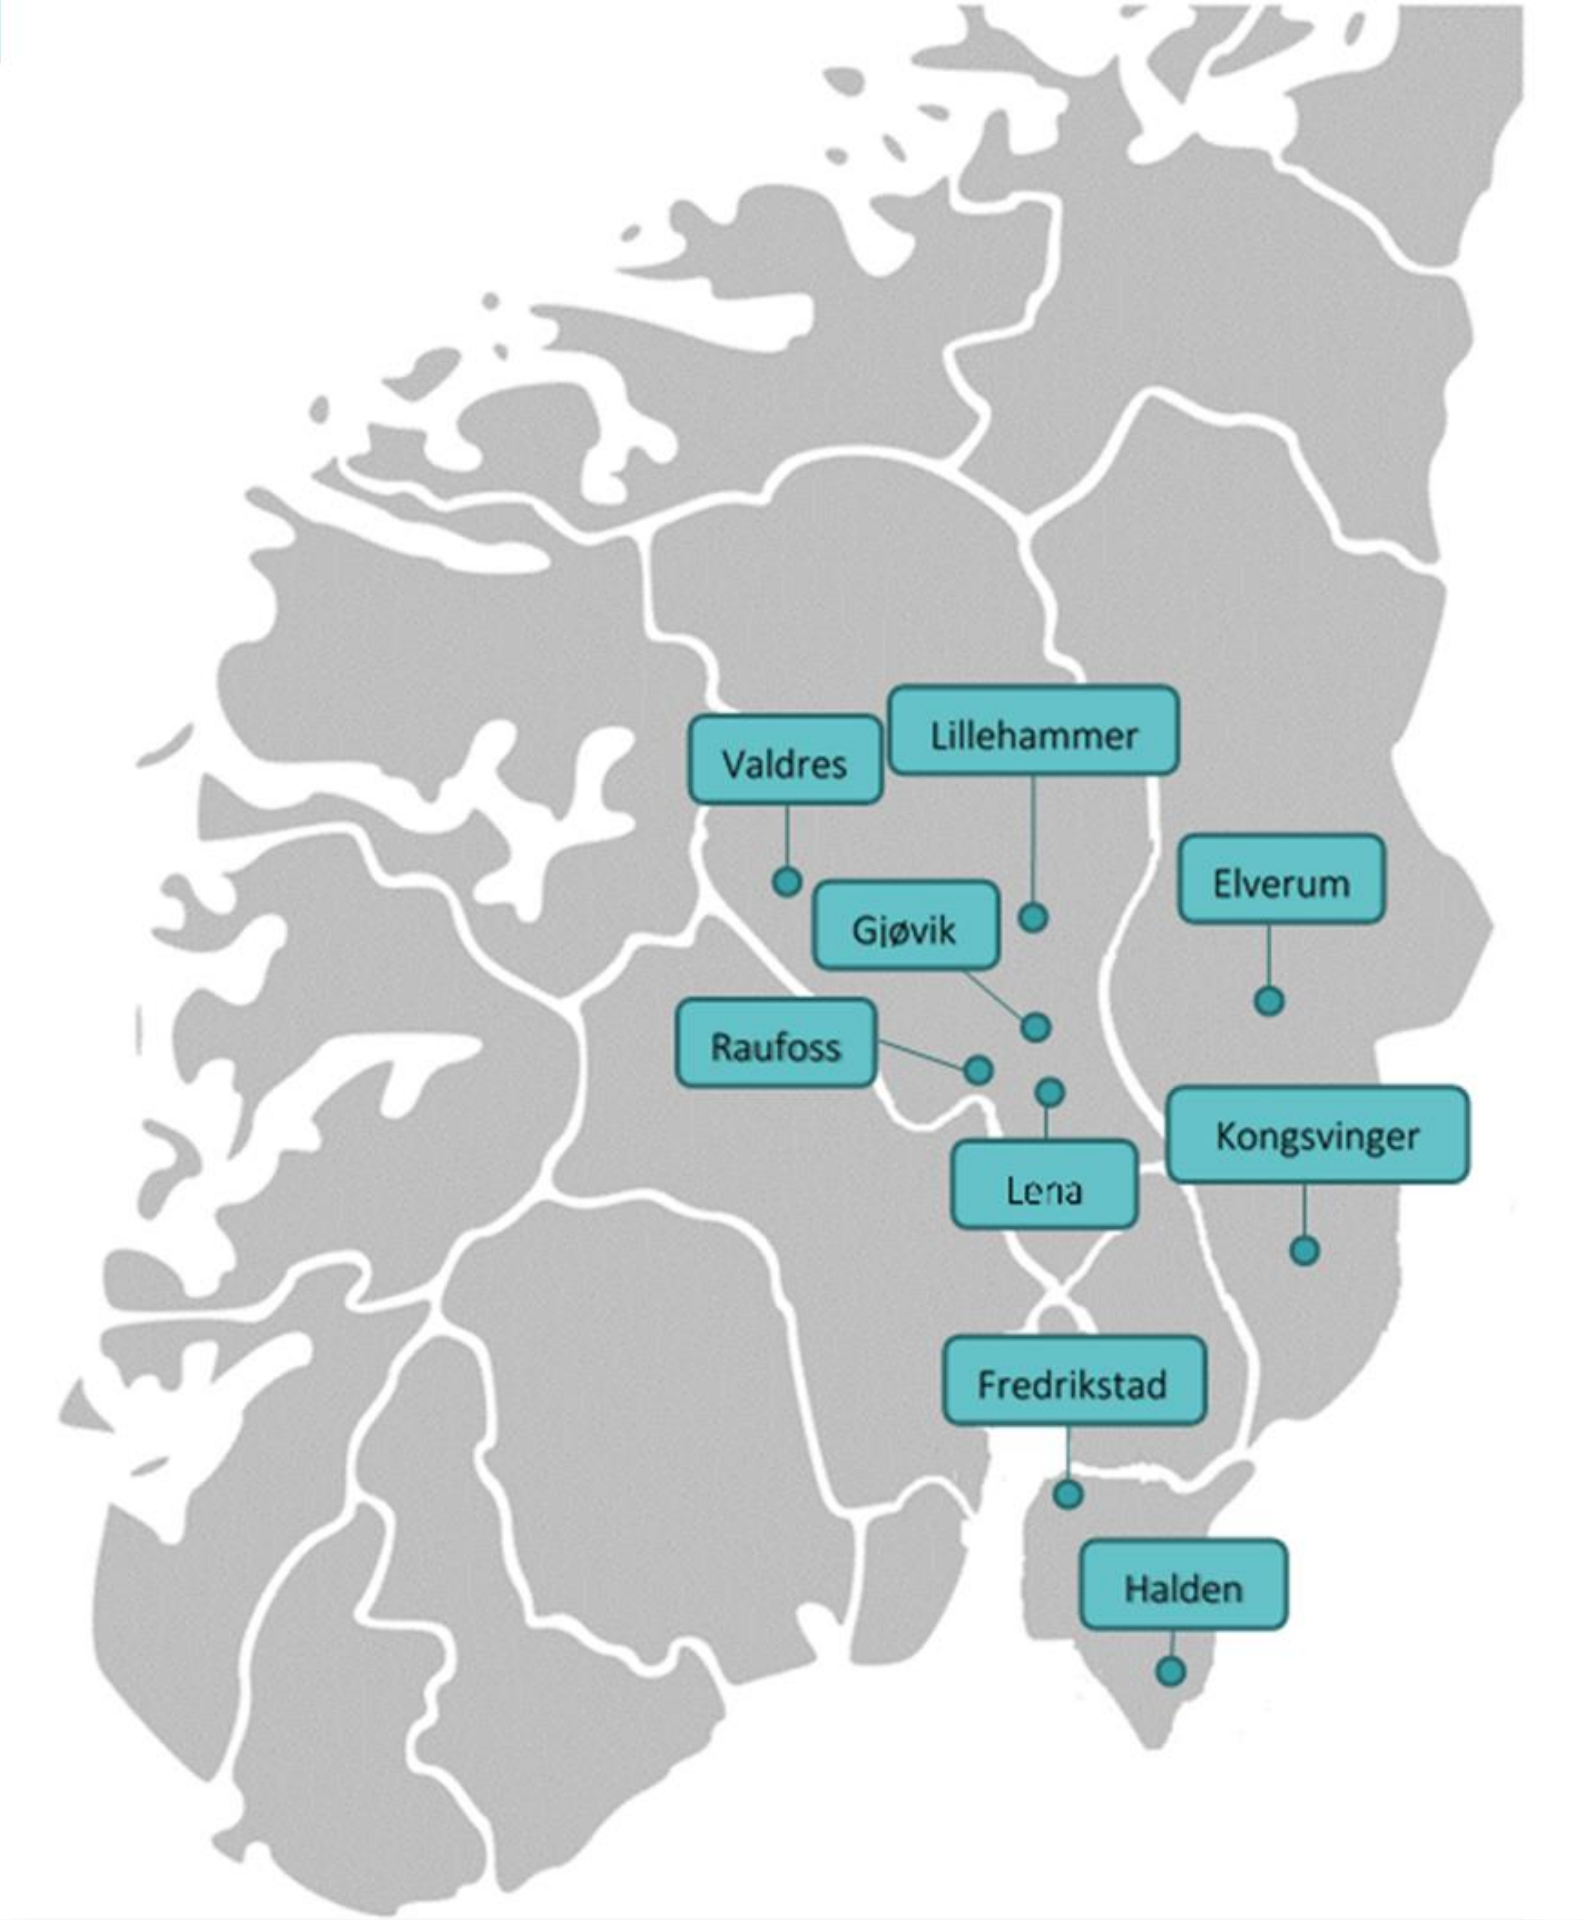 Lillehammer
Valdres
Elverum
Gjøvik
Raufoss
Kongsvinger
Lena
Fredrikstad
Halden